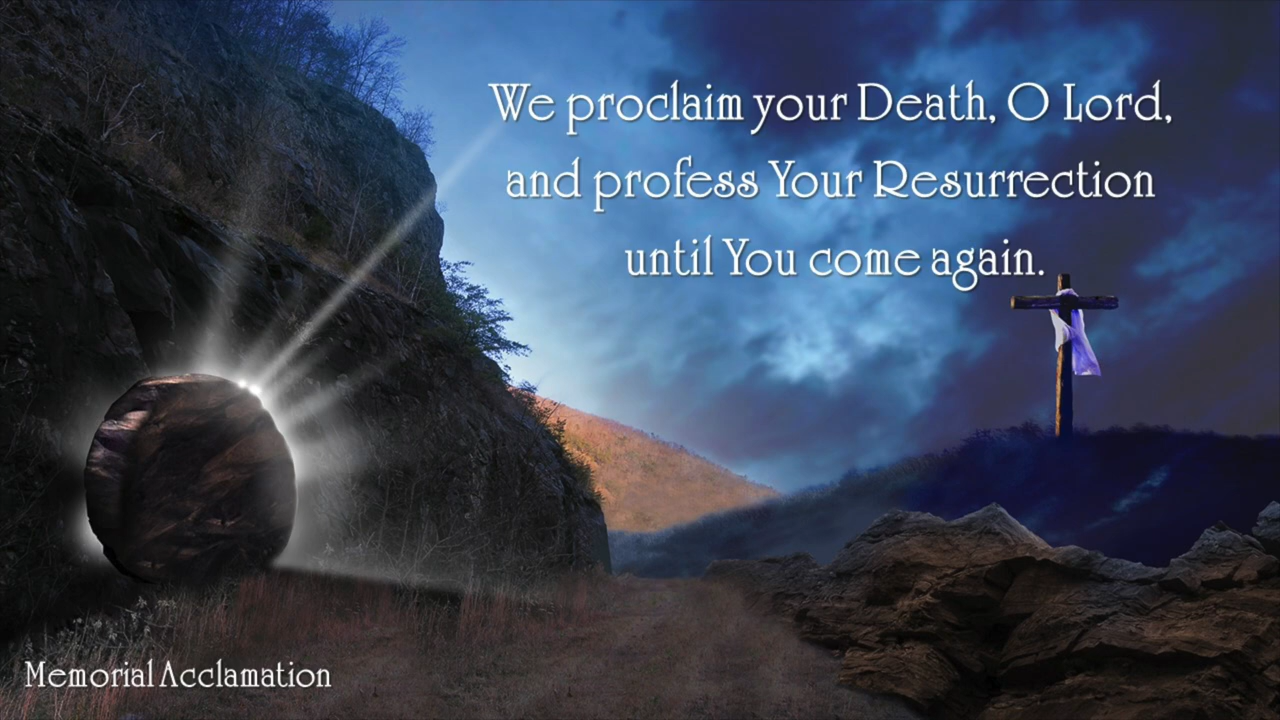 We proclaim your Death, O Lord,
and profess Your Resurrection
until You come again.
Memorial Acclamation